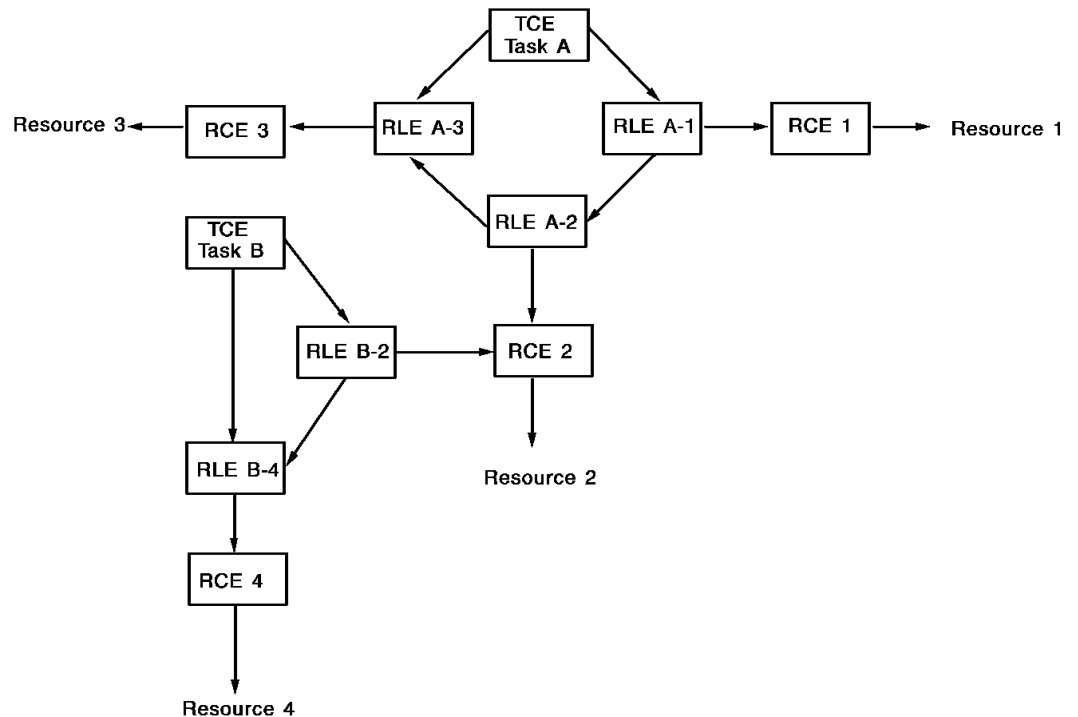 TCE
Task A
Resource 3
RCE 3
RLE A-3
RLE A-1
RCE 1
Resource 1
RLE A-2
TCE
Task B
RLE B-2
RCE 2
RLE B-4
Resource 2
RCE 4
Resource 4